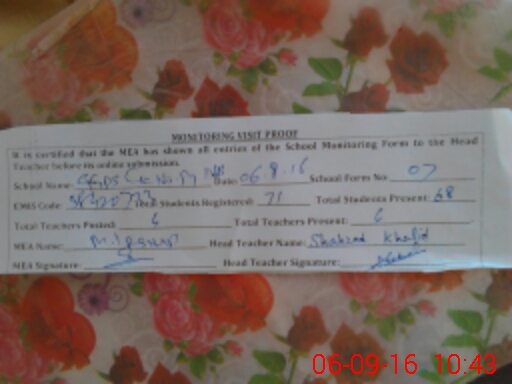 MONITORING VISIT PROOF
It is certified that the MEA has shown all entries of the School Monitoring Form to the Head
Teacher before its online submission.
School Name: Date: 06.8.16 School Form No: 07
EMIS Code: Total Students Registered: 71 Total Students Present: 68
Total Teachers Posted: 6 Total Teachers Present: 6
MEA Name: Head Teacher Name: Shahzad Khalid
MEA Signature: Head Teacher Signature:
06-09-16 10:43